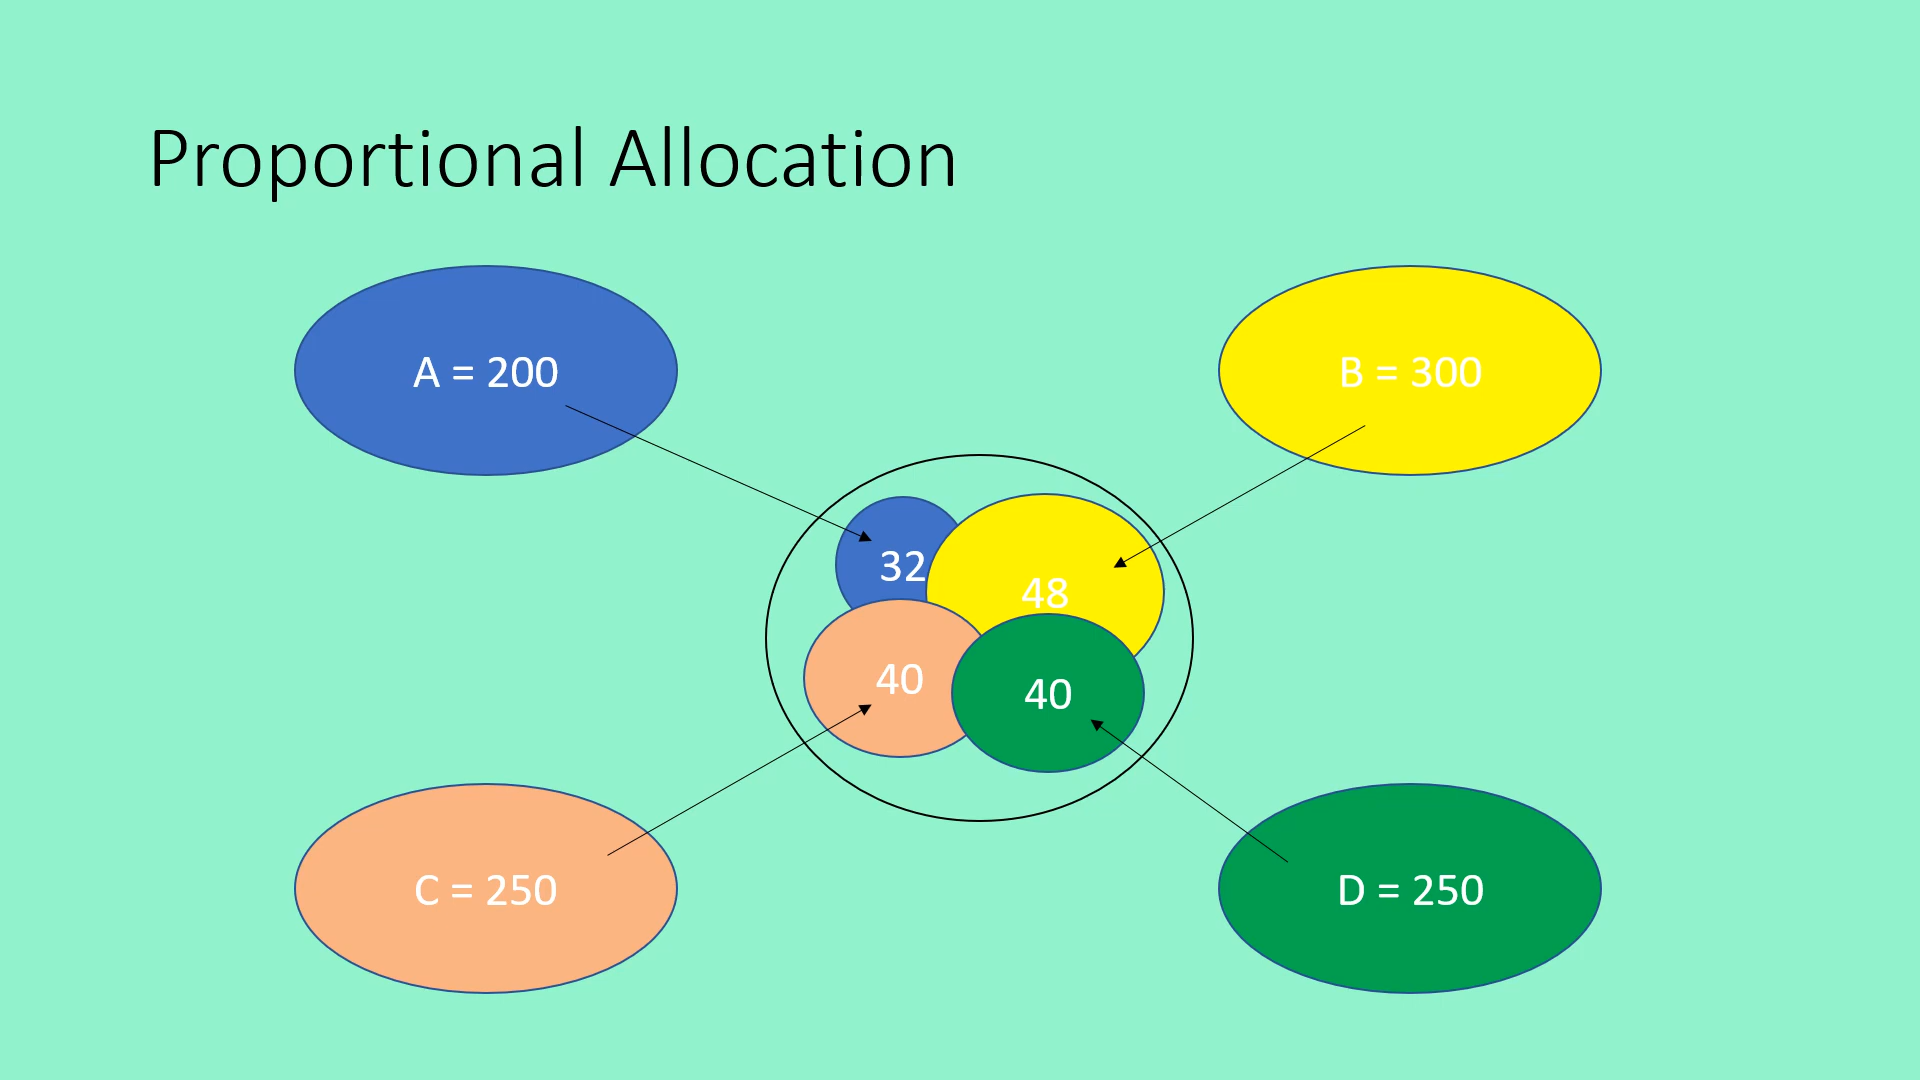 Proportional Allocation
A = 200
B = 300
32
48
40
40
C = 250
D = 250